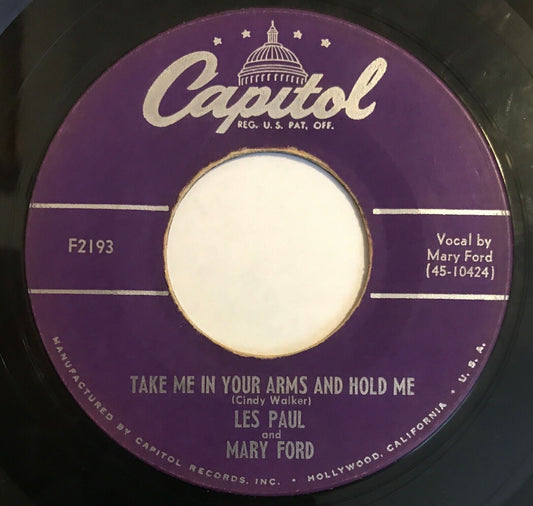 Capitol
REG. U.S. PAT. OFF.
F2193
Vocal by
Mary Ford
(45-10424)
TAKE ME IN YOUR ARMS AND HOLD ME
(Cindy Walker)
LES PAUL
and
MARY FORD
MANUFACTURED BY CAPITOL RECORDS, INC. • HOLLYWOOD, CALIFORNIA • U.S.A.